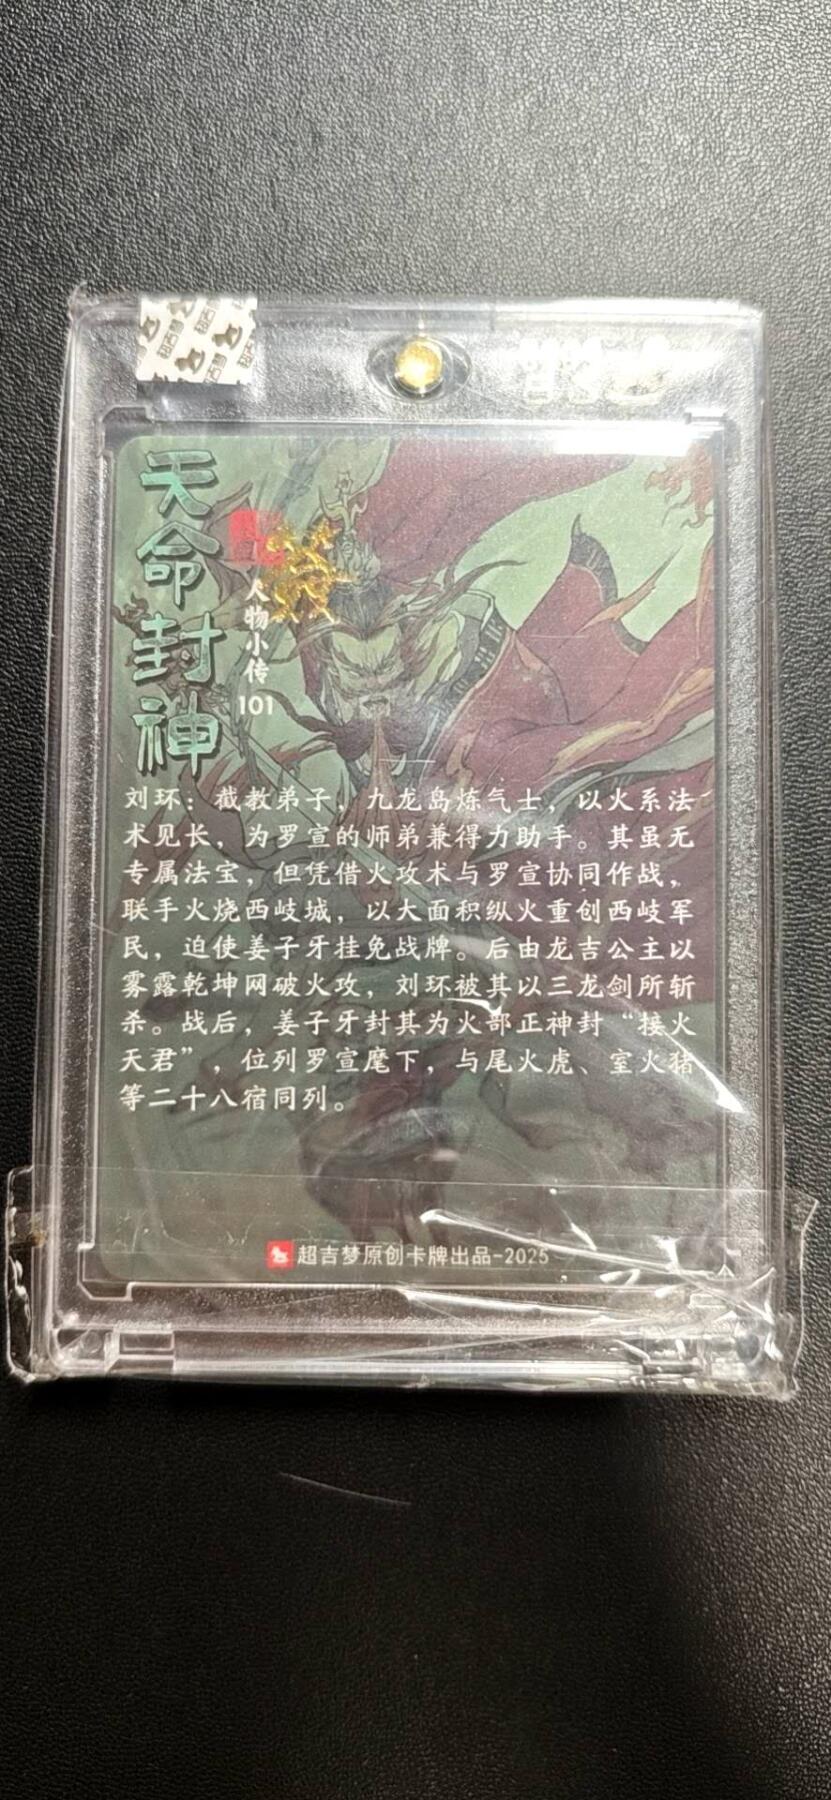 天命封神
人物小传
101
刘环：截教弟子，九龙岛炼气士，以火系法
术见长，为罗宣的师弟兼得力助手。其虽无
专属法宝，但凭借火攻术与罗宣协同作战，
联手火烧西岐城，以大面积纵火重创西岐军
民，迫使姜子牙挂免战牌。后由龙吉公主以
雾露乾坤网破火攻，刘环被其以二龙剑所斩
杀。战后，姜子牙封其为火部正神封“接火
天君”，位列罗宣麾下，与尾火虎、室火猪
等二十八宿同列。
超吉梦原创卡牌出品-2025